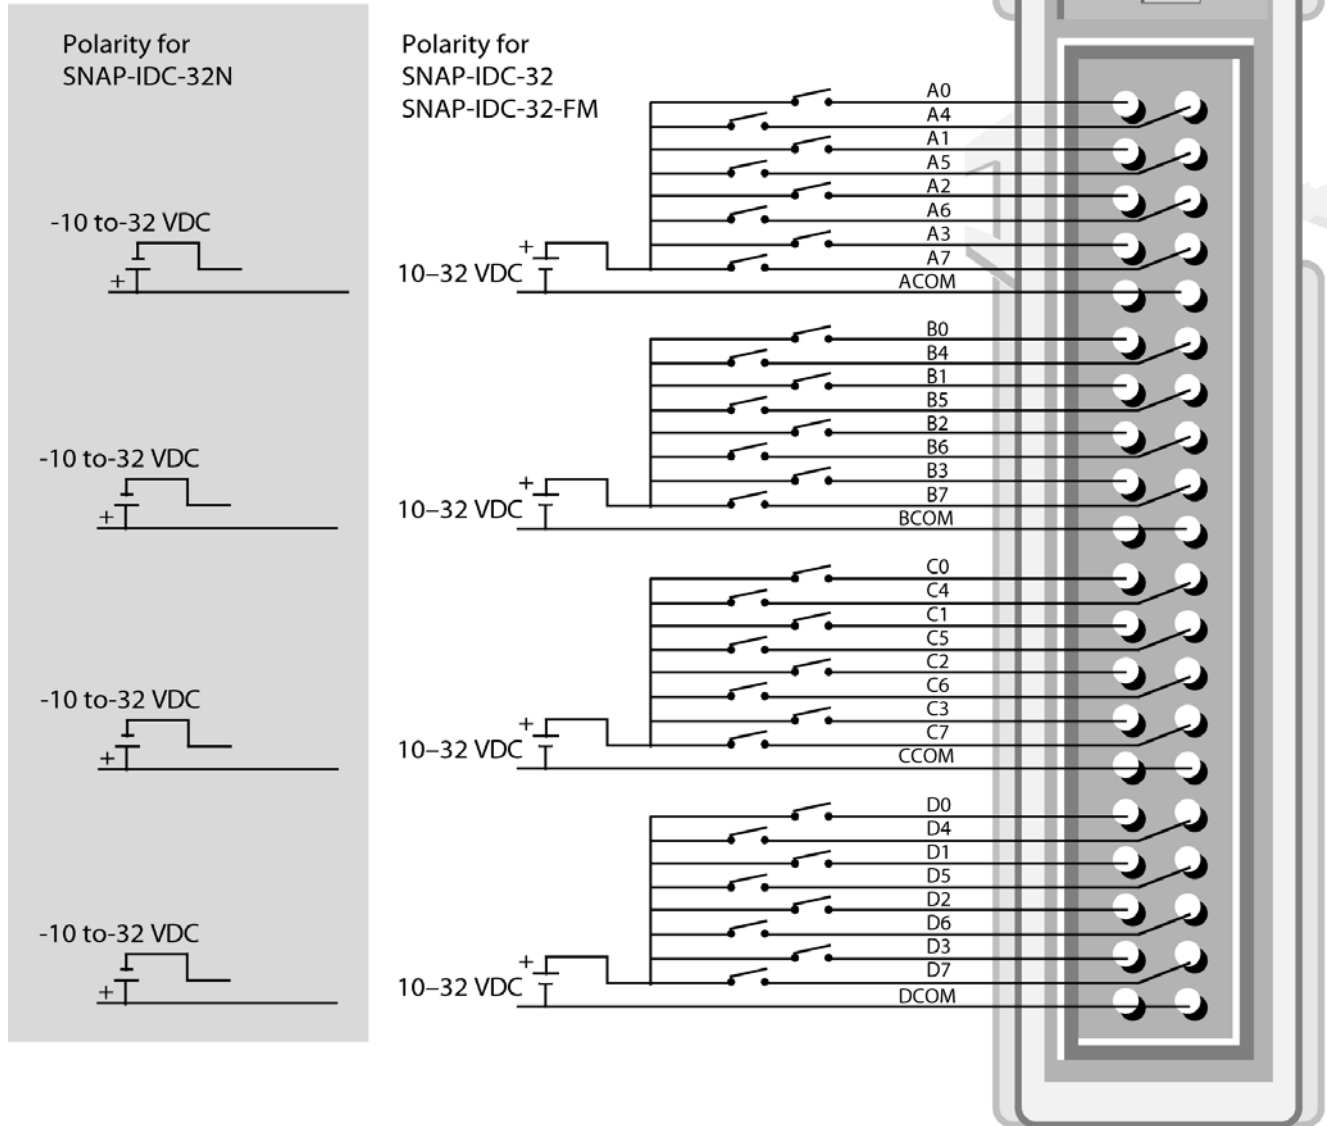 Polarity for
SNAP-IDC-32N
Polarity for
SNAP-IDC-32
SNAP-IDC-32-FM
A0
A4
A1
A5
A2
A6
A3
A7
ACOM
-10 to-32 VDC
+
+
10–32 VDC
B0
B4
B1
B5
B2
B6
B3
B7
BCOM
-10 to-32 VDC
+
+
10–32 VDC
C0
C4
C1
C5
C2
C6
C3
C7
CCOM
-10 to-32 VDC
+
+
10–32 VDC
D0
D4
D1
D5
D2
D6
D3
D7
DCOM
-10 to-32 VDC
+
+
10–32 VDC